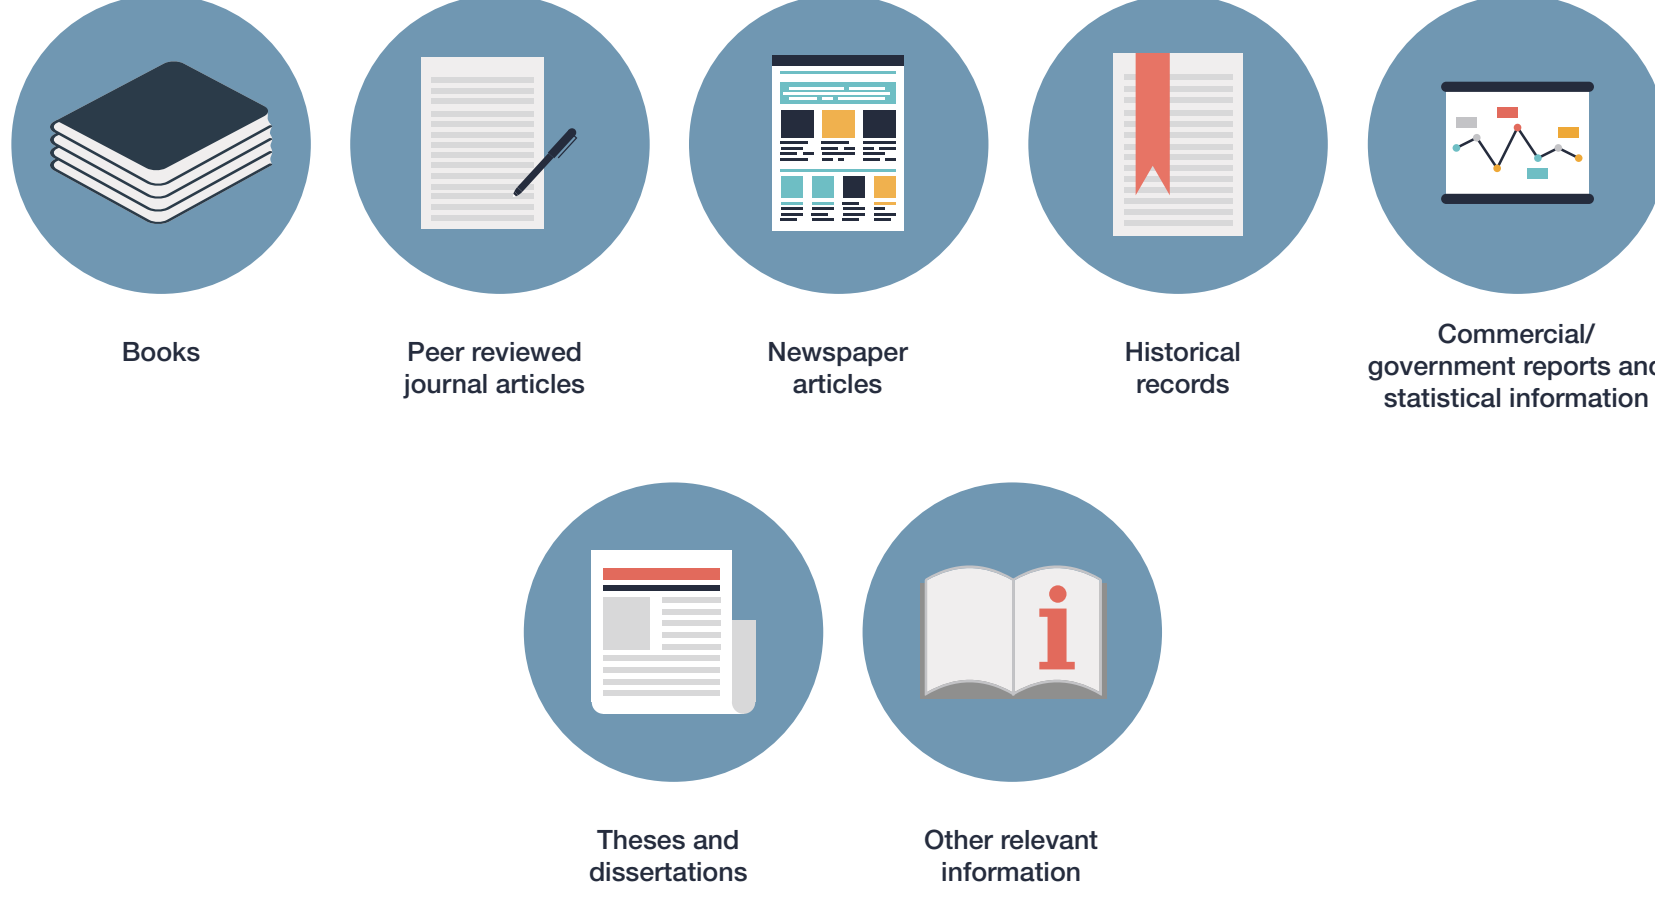 Books
Peer reviewed
journal articles
Newspaper
articles
Historical
records
Commercial/
government reports and
statistical information
Theses and
dissertations
Other relevant
information